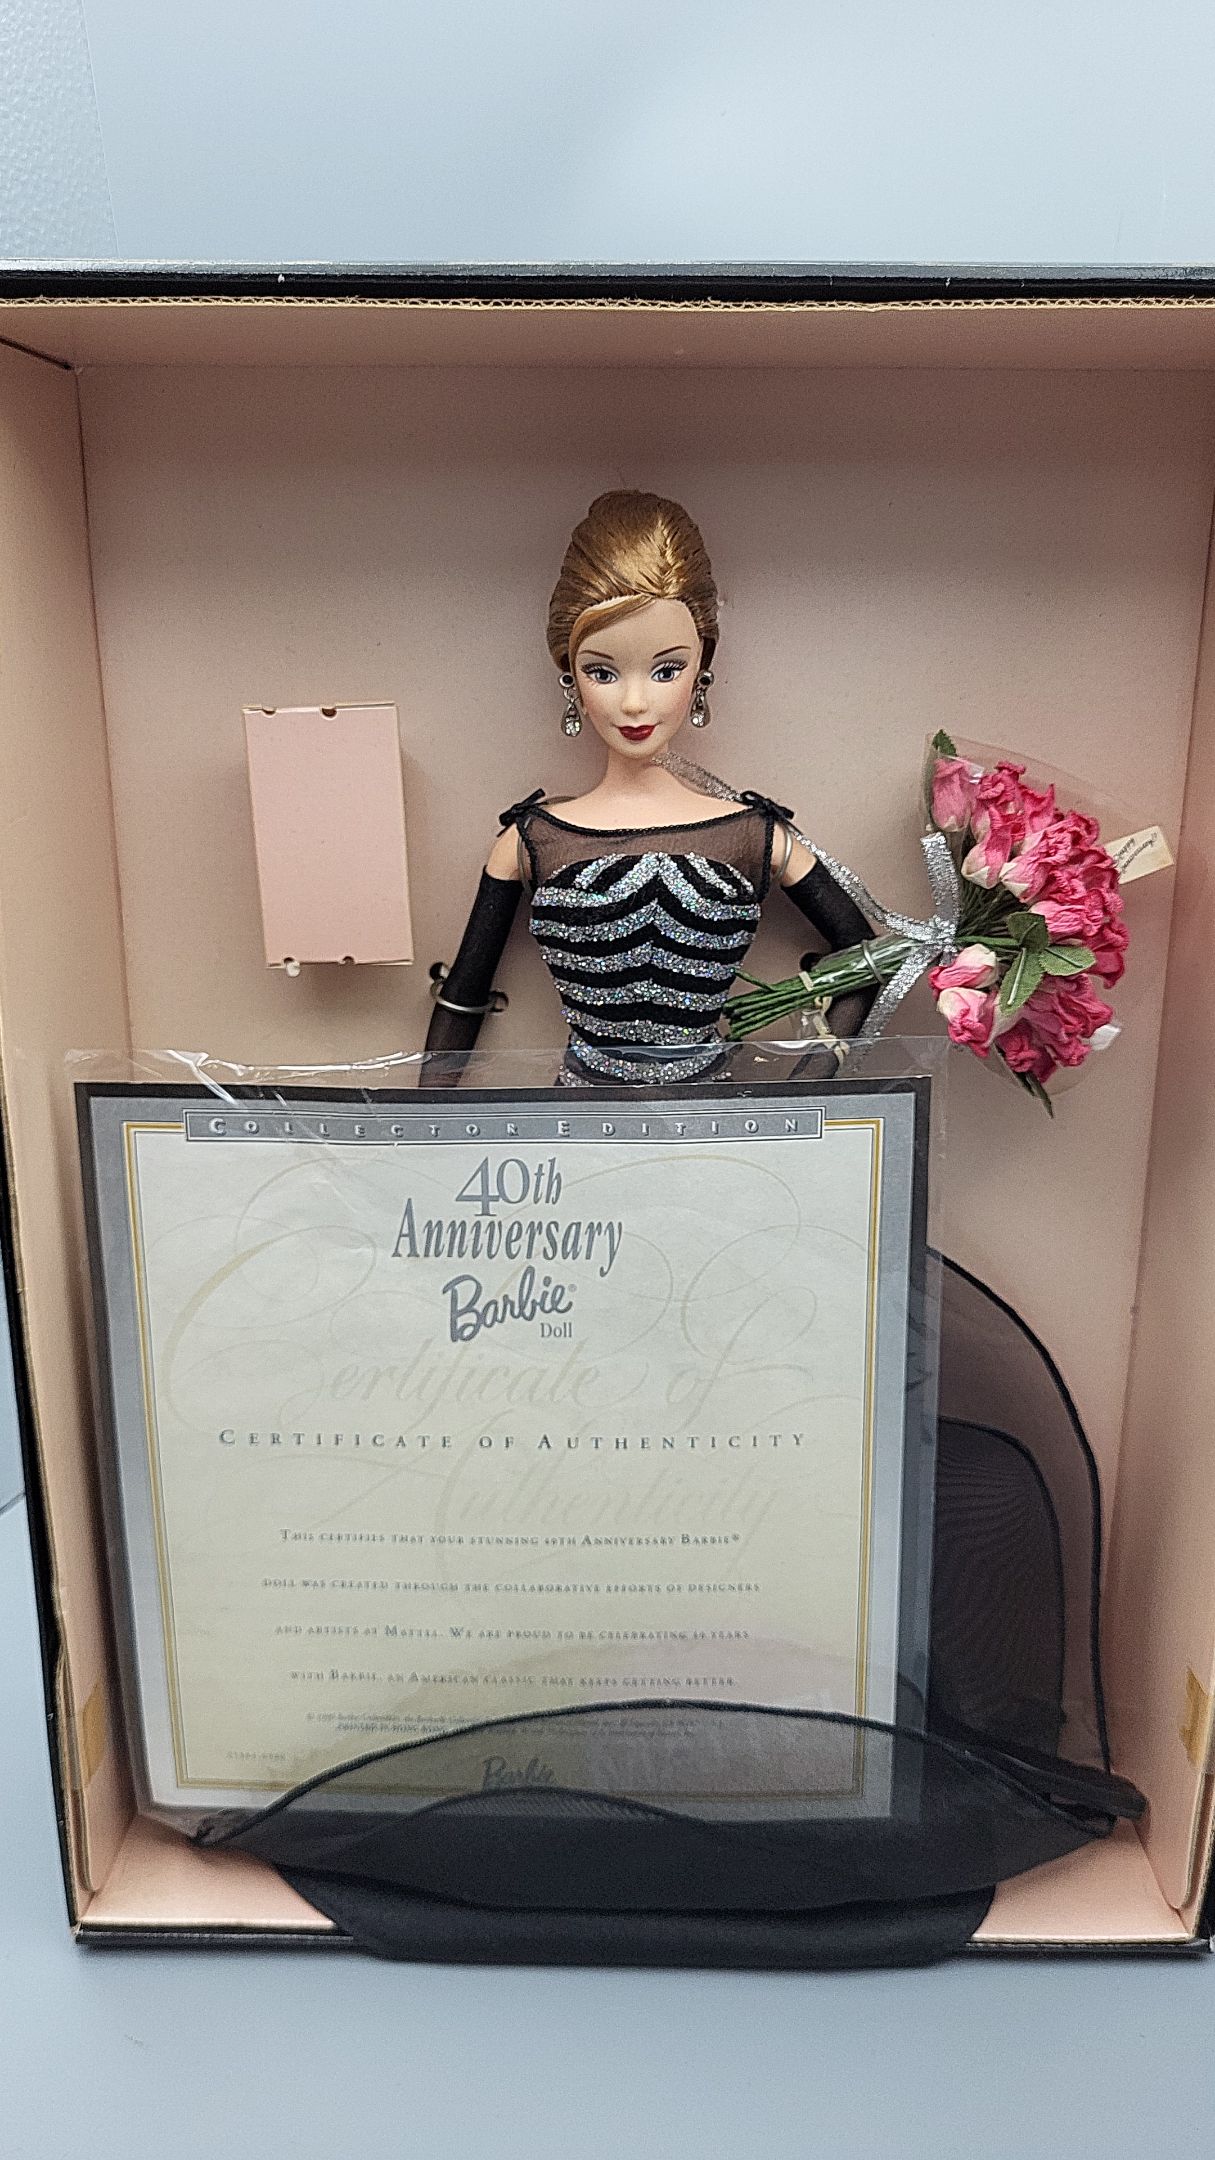 COLLECTOR EDITION
40th
Anniversary
Barbie®
Doll
Certificate of
CERTIFICATE OF AUTHENTICITY
Authenticity
THIS CERTIFIES THAT YOUR STUNNING 40TH ANNIVERSARY BARBIE®
DOLL WAS CREATED THROUGH THE COLLABORATIVE EFFORTS OF DESIGNERS
AND ARTISTS AT MATTEL. WE ARE PROUD TO BE CELEBRATING 40 YEARS
WITH BARBIE, AN AMERICAN CLASSIC THAT KEEPS GETTING BETTER.
Barbie